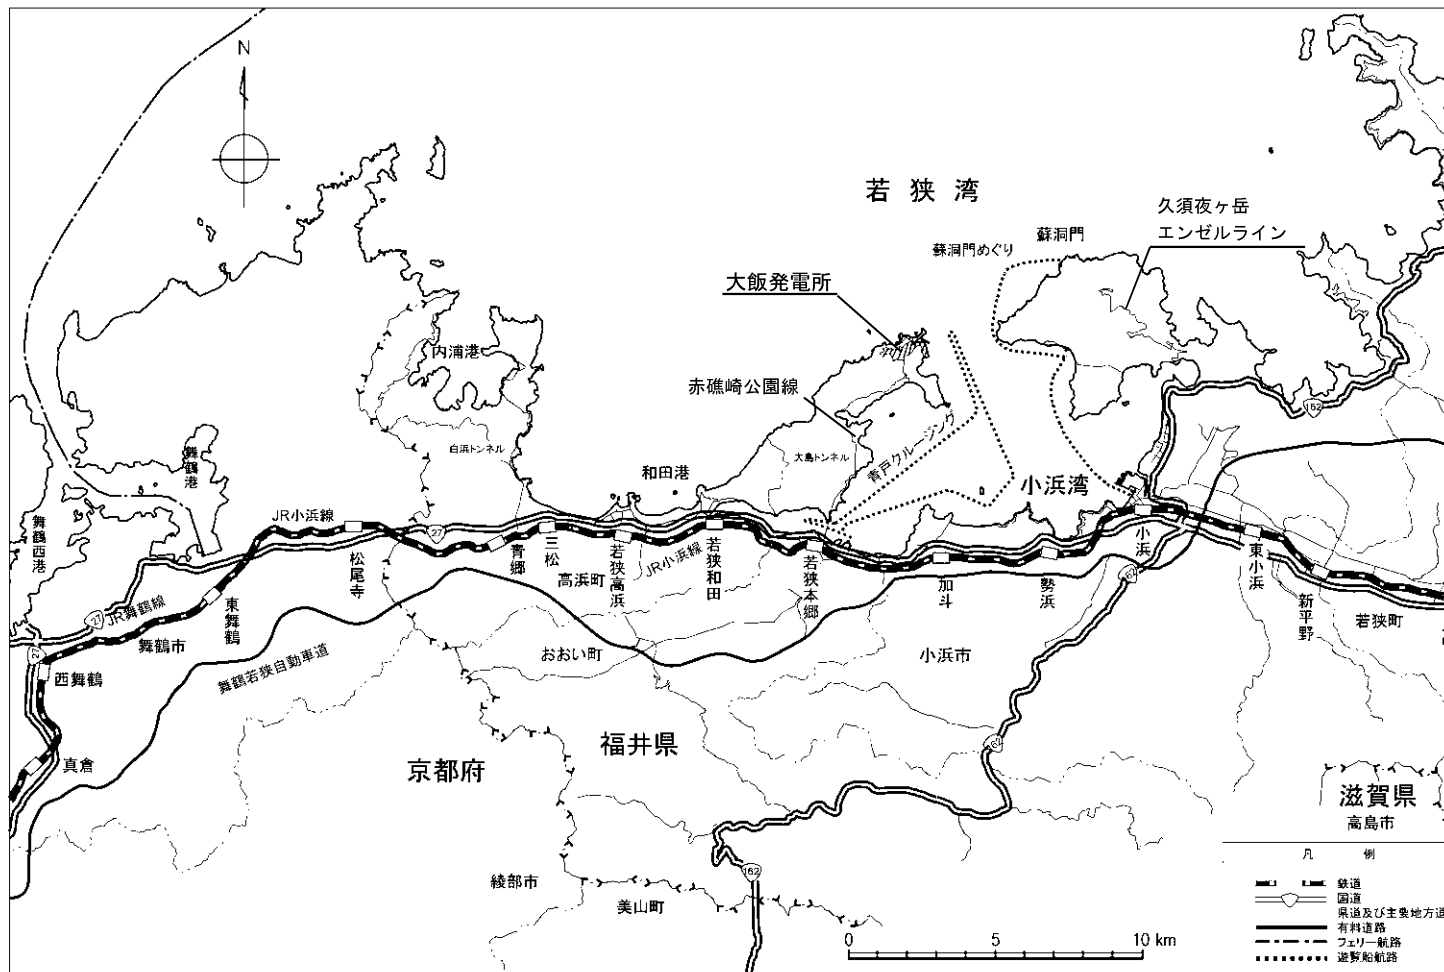 N
若狭湾
久須夜ヶ岳
エンゼルライン
蘇洞門
蘇洞門めぐり
大飯発電所
内浦港
赤礁崎公園線
162
白浜トンネル
大島トンネル
青戸クルージング
舞鶴港
和田港
小浜湾
舞鶴西港
JR小浜線
27
松尾寺
青郷
三松
若狭高浜
高浜町
JR小浜線
若狭和田
若狭本郷
加斗
勢浜
小浜
東小浜
新平野
若狭町
27
JR舞鶴線
東舞鶴
舞鶴市
27
西舞鶴
舞鶴若狭自動車道
おおい町
小浜市
真倉
京都府
福井県
滋賀県
高島市
綾部市
美山町
162
凡例
鉄道
国道
県道及び主要地方道
有料道路
フェリー航路
遊覧船航路
0 5 10 km